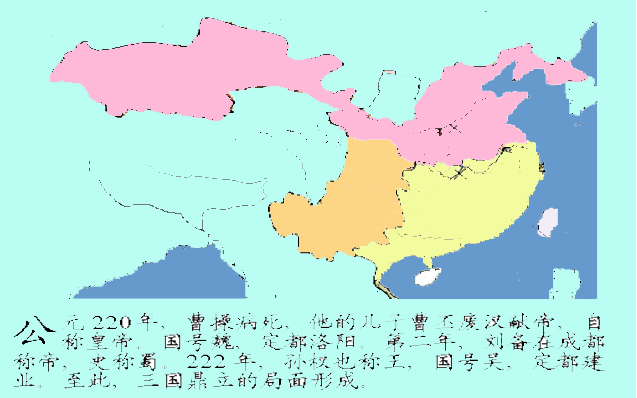 公元220年，曹操病死，他的儿子曹丕废汉献帝，自
称皇帝。国号魏，定都洛阳。第二年，刘备在成都
称帝，史称蜀。222年，孙权也称王，国号吴，定都建
业。至此，三国鼎立的局面形成。